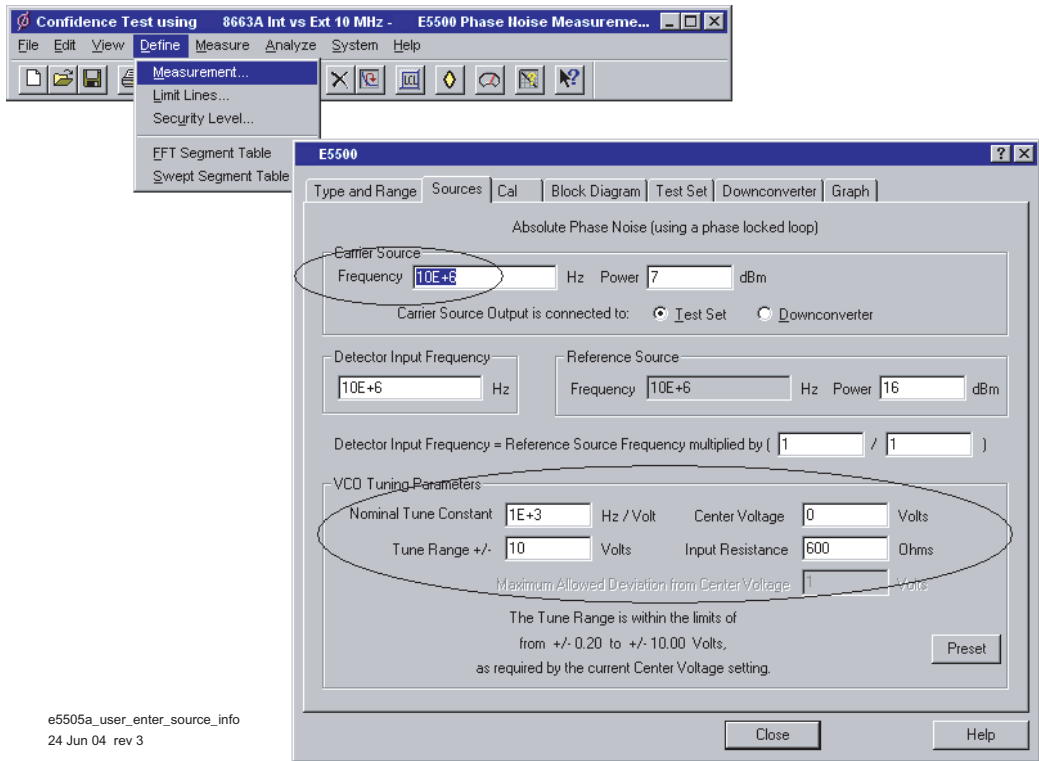 Confidence Test using 8663A Int vs Ext 10 MHz - E5500 Phase Noise Measureme...
File Edit View Define Measure Analyze System Help
Measurement...
Limit Lines...
Security Level...
FFT Segment Table
Swept Segment Table
E5500
Type and Range Sources Cal Block Diagram Test Set Downconverter Graph
Absolute Phase Noise (using a phase locked loop)
Carrier Source
Frequency 10E+6 Hz Power 7 dBm
Carrier Source Output is connected to: Test Set Downconverter
Detector Input Frequency
10E+6 Hz
Reference Source
Frequency 10E+6 Hz Power 16 dBm
Detector Input Frequency = Reference Source Frequency multiplied by ( 1 / 1 )
VCO Tuning Parameters
Nominal Tune Constant 1E+3 Hz / Volt Center Voltage 0 Volts
Tune Range +/- 10 Volts Input Resistance 600 Ohms
Maximum Allowed Deviation from Center Voltage 1 Volts
The Tune Range is within the limits of
from +/- 0.20 to +/- 10.00 Volts,
as required by the current Center Voltage setting.
Preset
Close Help
e5505a_user_enter_source_info
24 Jun 04 rev 3